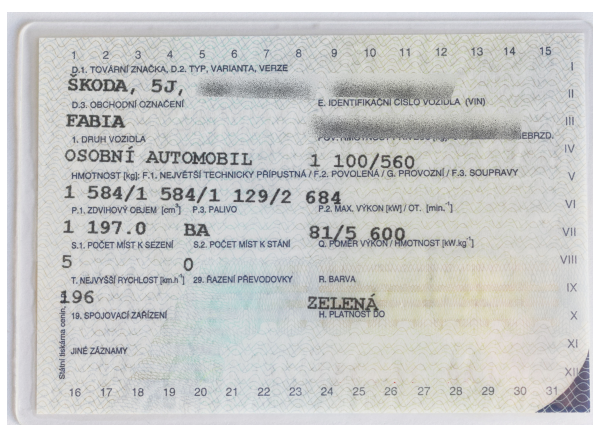 1 2 3 4 5 6 7 8 9 10 11 12 13 14 15
D.1. TOVÁRNÍ ZNAČKA, D.2. TYP, VARIANTA, VERZE I
ŠKODA, 5J, II
D.3. OBCHODNÍ OZNAČENÍ E. IDENTIFIKAČNÍ ČÍSLO VOZIDLA (VIN)
FABIA III
1. DRUH VOZIDLA NEBRZD.
OSOBNÍ AUTOMOBIL 1 100/560 IV
HMOTNOST [kg]: F.1. NEJVĚTŠÍ TECHNICKY PŘÍPUSTNÁ / F.2. POVOLENÁ / G. PROVOZNÍ / F.3. SOUPRAVY V
1 584/1 584/1 129/2 684
P.1. ZDVIHOVÝ OBJEM [cm³] P.3. PALIVO P.2. MAX. VÝKON [kW] / OT. [min.⁻¹] VI
1 197.0 BA 81/5 600 VII
S.1. POČET MÍST K SEZENÍ S.2. POČET MÍST K STÁNÍ Q. POMĚR VÝKON / HMOTNOST [kW.kg⁻¹]
5 0 VIII
T. NEJVYŠŠÍ RYCHLOST [km.h⁻¹] 29. ŘAZENÍ PŘEVODOVKY R. BARVA
196 ZELENÁ IX
19. SPOJOVACÍ ZAŘÍZENÍ H. PLATNOST DO X
JINÉ ZÁZNAMY XI
XII
16 17 18 19 20 21 22 23 24 25 26 27 28 29 30 31
Státní tiskárna cenin,